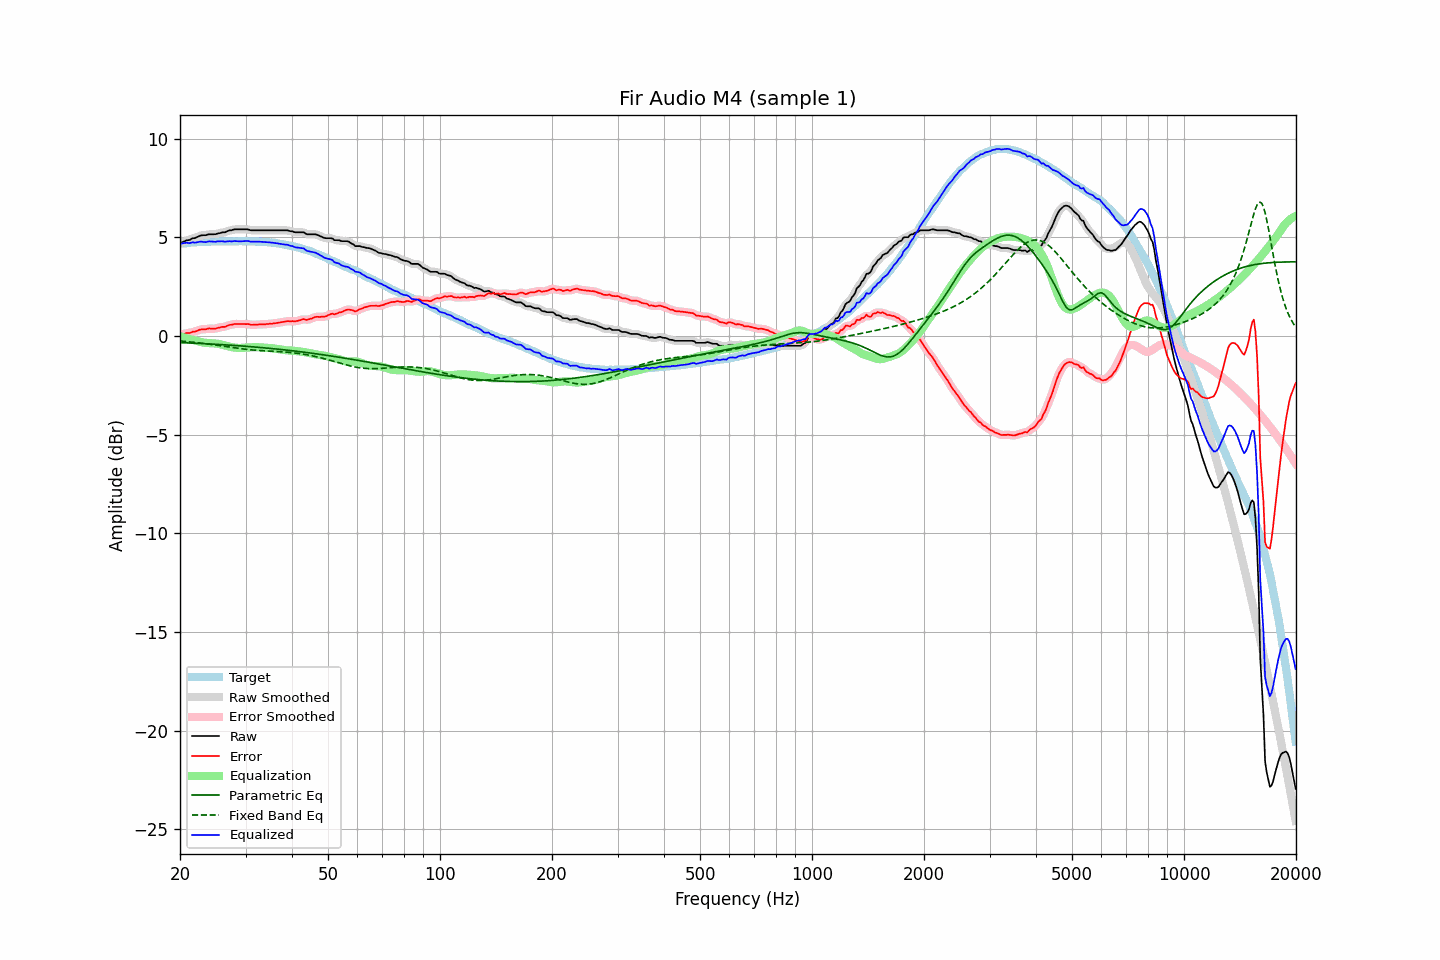 Fir Audio M4 (sample 1)
Amplitude (dBr)
10
5
0
−5
−10
−15
−20
−25
Target
Raw Smoothed
Error Smoothed
Raw
Error
Equalization
Parametric Eq
Fixed Band Eq
Equalized
20 50 100 200 500 1000 2000 5000 10000 20000
Frequency (Hz)